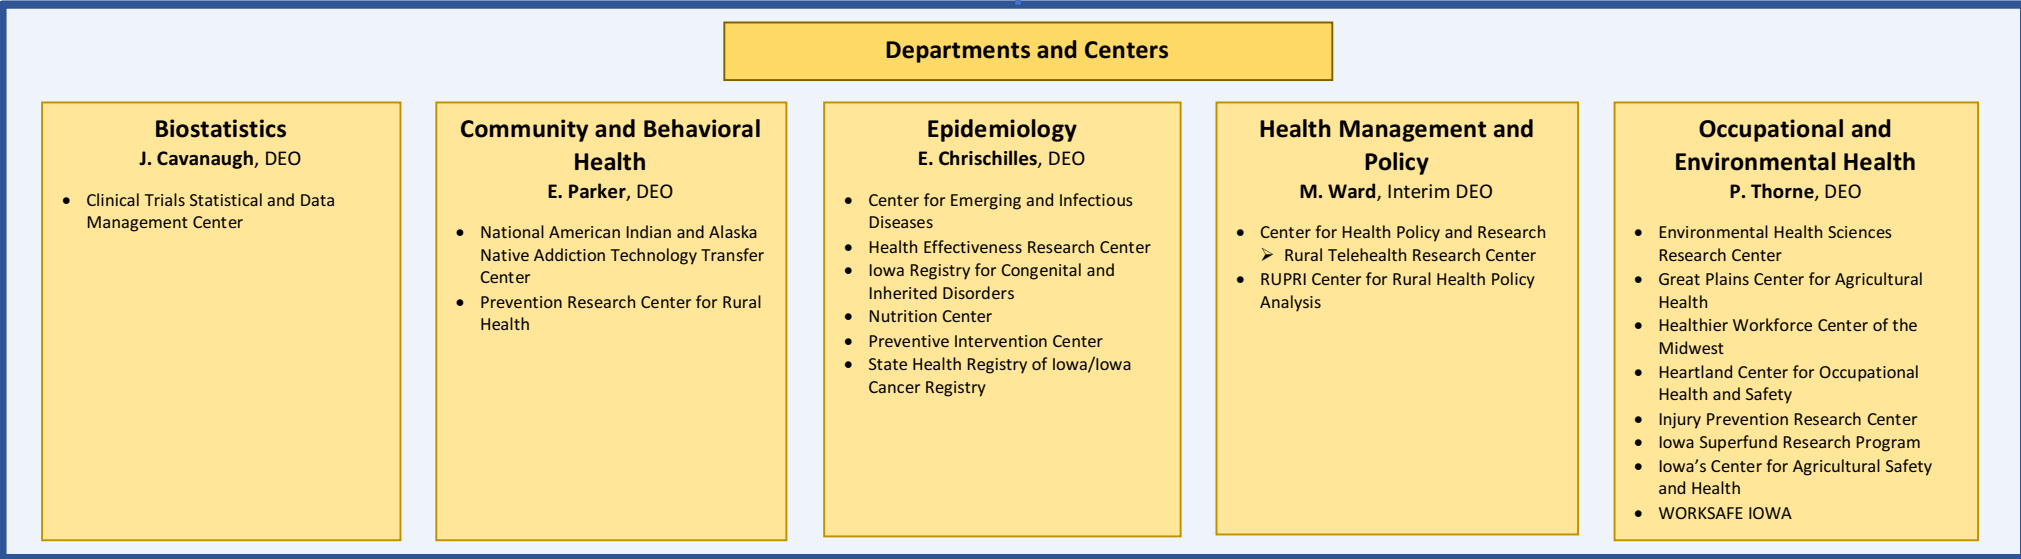 Departments and Centers
Biostatistics
J. Cavanaugh, DEO
• Clinical Trials Statistical and Data
Management Center
Community and Behavioral
Health
E. Parker, DEO
• National American Indian and Alaska
Native Addiction Technology Transfer
Center
• Prevention Research Center for Rural
Health
Epidemiology
E. Chrischilles, DEO
• Center for Emerging and Infectious
Diseases
• Health Effectiveness Research Center
• Iowa Registry for Congenital and
Inherited Disorders
• Nutrition Center
• Preventive Intervention Center
• State Health Registry of Iowa/Iowa
Cancer Registry
Health Management and
Policy
M. Ward, Interim DEO
• Center for Health Policy and Research
➢ Rural Telehealth Research Center
• RUPRI Center for Rural Health Policy
Analysis
Occupational and
Environmental Health
P. Thorne, DEO
• Environmental Health Sciences
Research Center
• Great Plains Center for Agricultural
Health
• Healthier Workforce Center of the
Midwest
• Heartland Center for Occupational
Health and Safety
• Injury Prevention Research Center
• Iowa Superfund Research Program
• Iowa’s Center for Agricultural Safety
and Health
• WORKSAFE IOWA